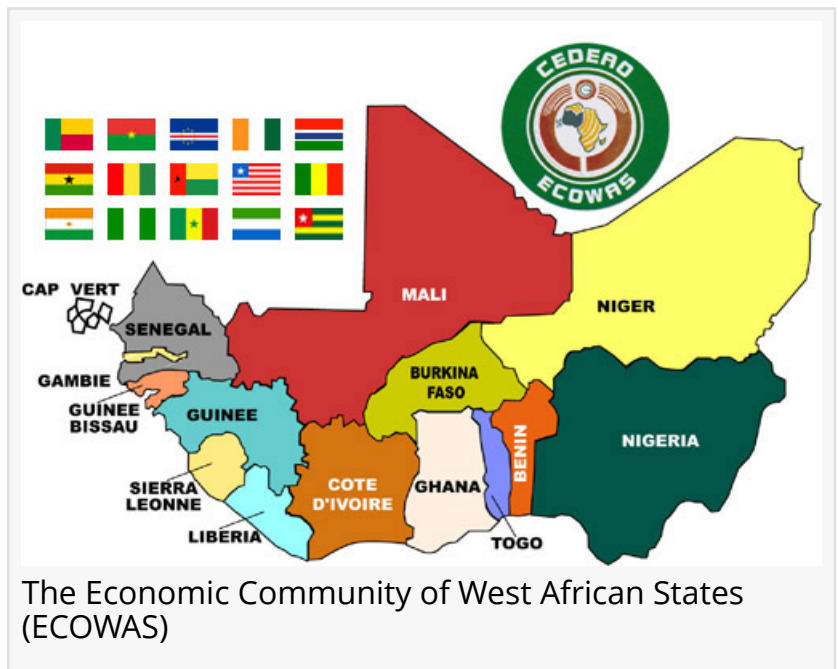 CEDEAO
ECOWAS
CAP VERT
SENEGAL
MALI
NIGER
GAMBIE
GUINEE
BISSAU
GUINEE
BURKINA
FASO
NIGERIA
SIERRA
LEONNE
LIBERIA
COTE
D'IVOIRE
GHANA
BENIN
TOGO
The Economic Community of West African States
(ECOWAS)